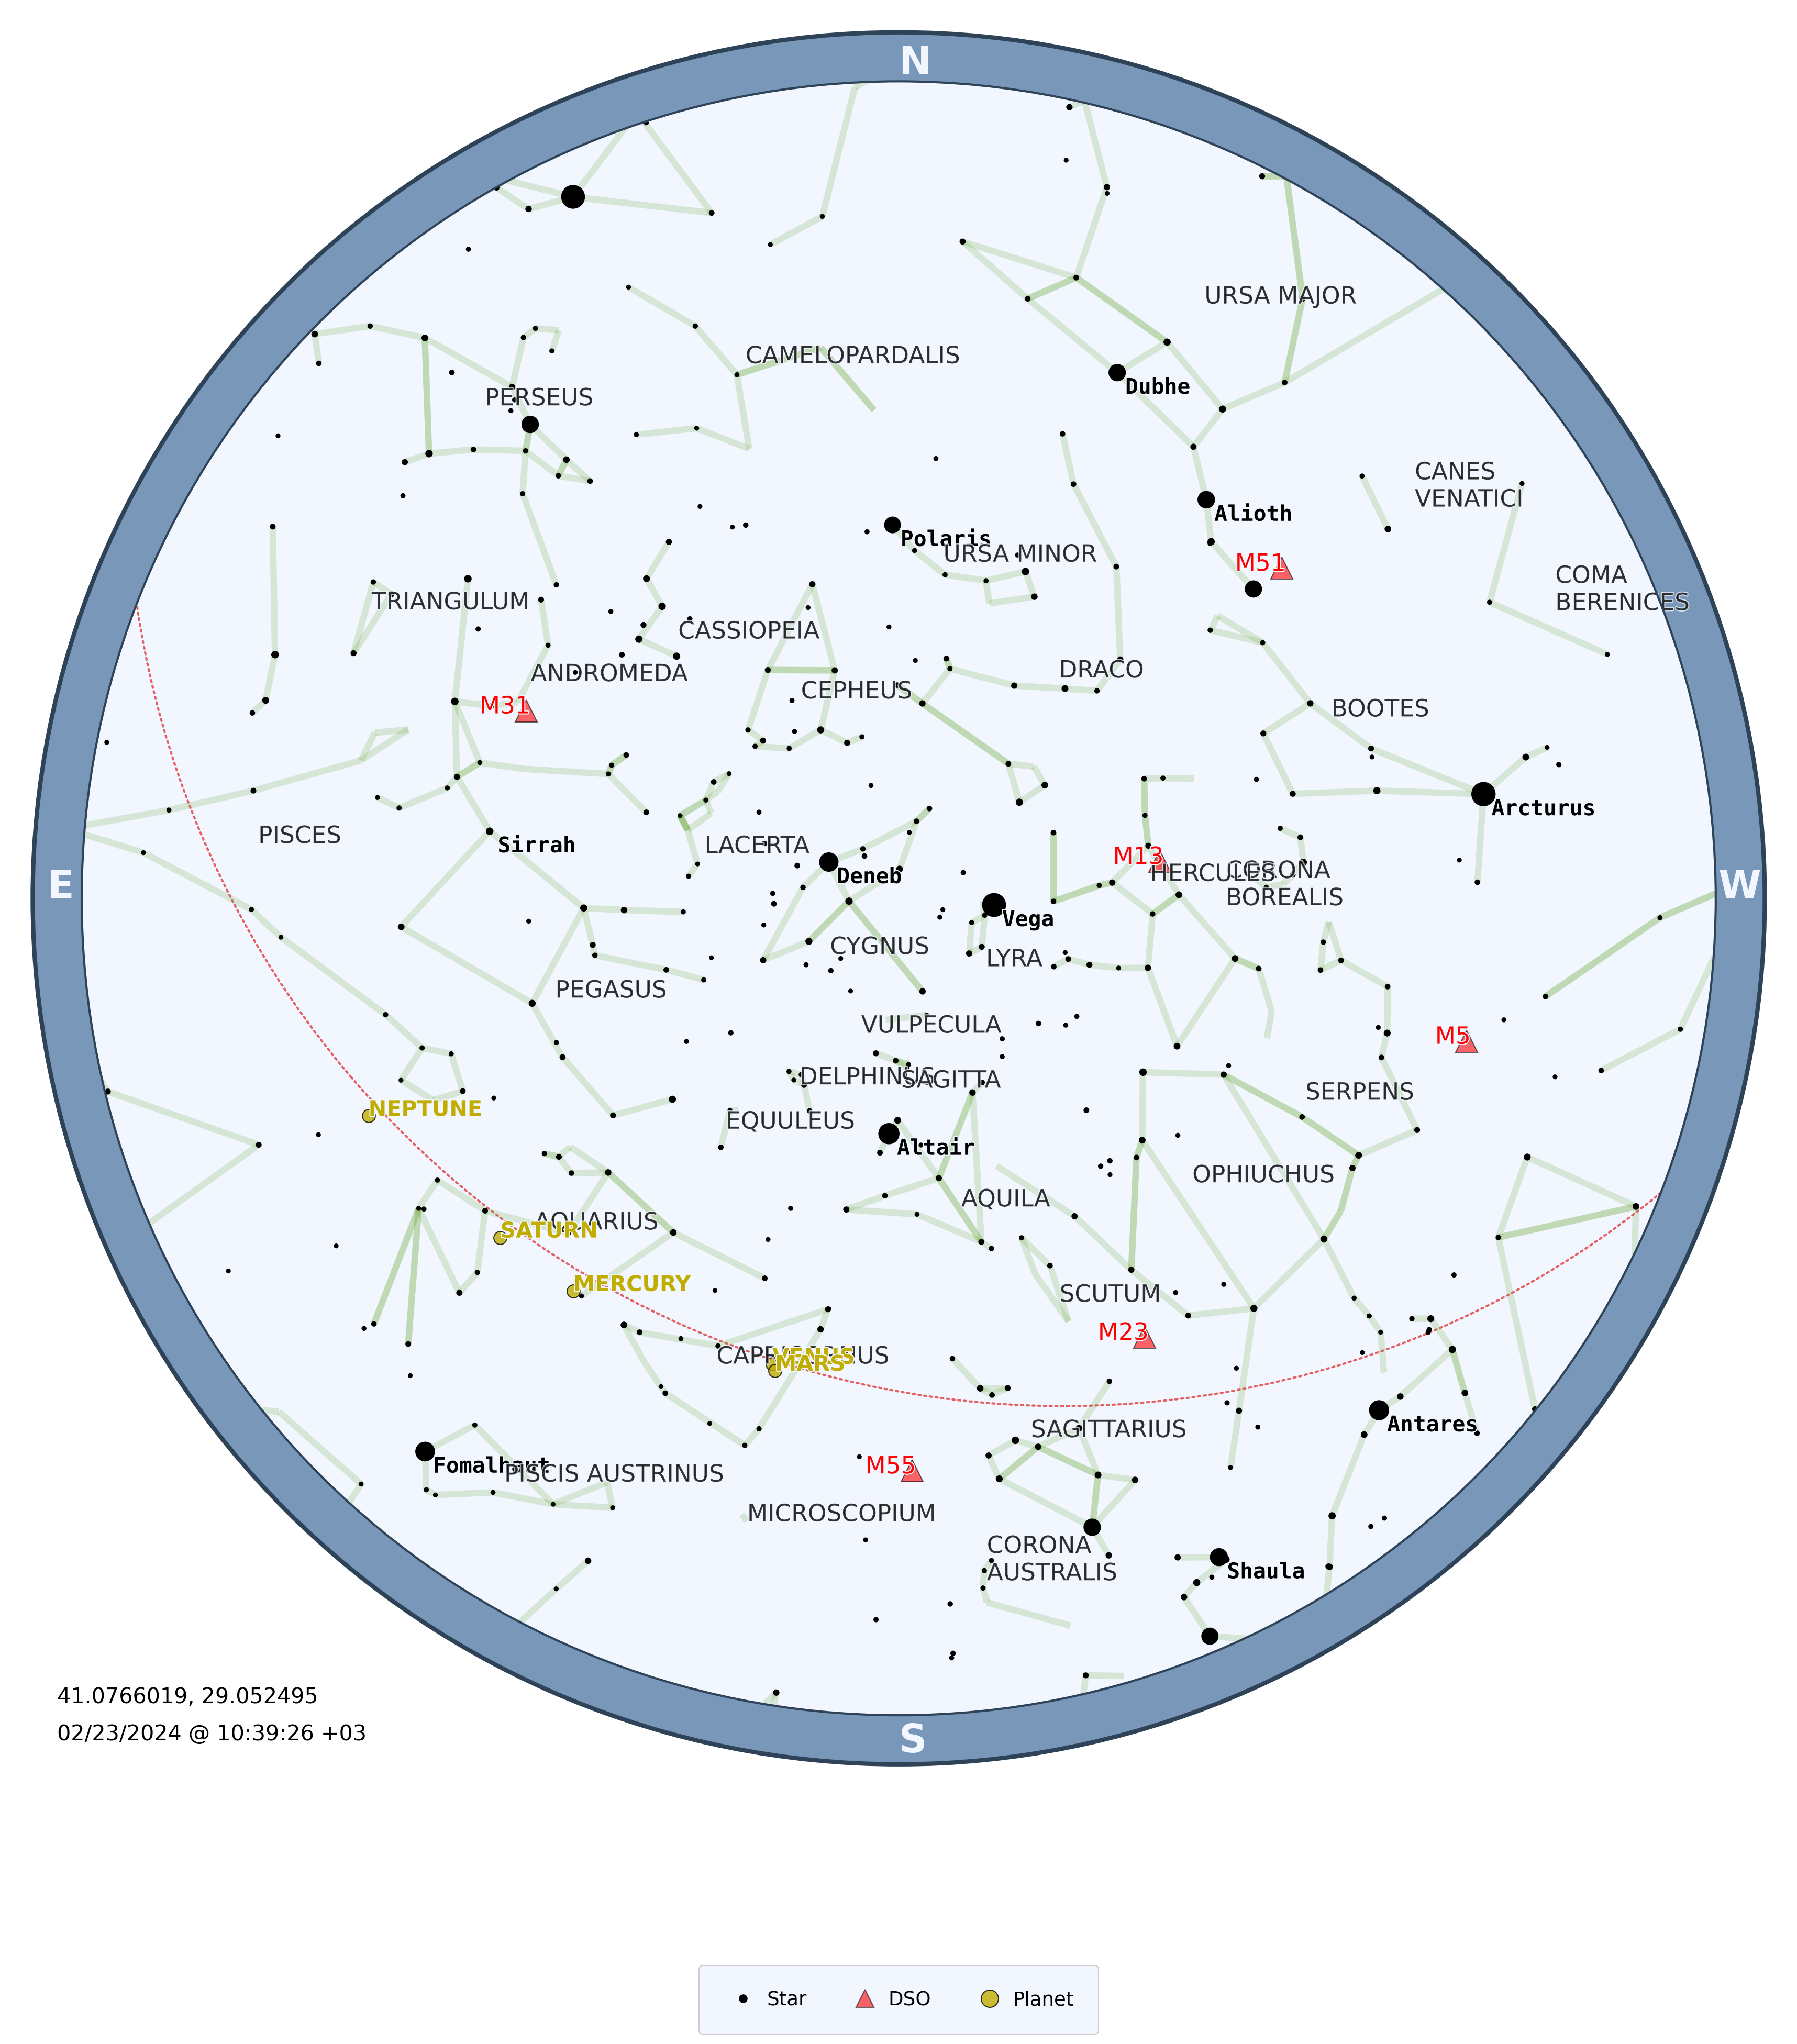 N
URSA MAJOR
CAMELOPARDALIS
Dubhe
PERSEUS
CANES
VENATICI
Alioth
Polaris
URSA MINOR
M51
COMA
BERENICES
TRIANGULUM
CASSIOPEIA
ANDROMEDA
DRACO
CEPHEUS
M31
BOOTES
Arcturus
PISCES
Sirrah
LACERTA
M13
HERCULES
CORONA
BOREALIS
Deneb
E
W
Vega
CYGNUS
LYRA
PEGASUS
VULPECULA
M5
DELPHINUS
SAGITTA
SERPENS
NEPTUNE
EQUULEUS
Altair
OPHIUCHUS
AQUILA
AQUARIUS
SATURN
MERCURY
SCUTUM
M23
CAPRICORNUS
VENUS
MARS
Antares
SAGITTARIUS
Fomalhaut
PISCIS AUSTRINUS
M55
MICROSCOPIUM
CORONA
AUSTRALIS
Shaula
41.0766019, 29.052495
02/23/2024 @ 10:39:26 +03
S
Star
DSO
Planet